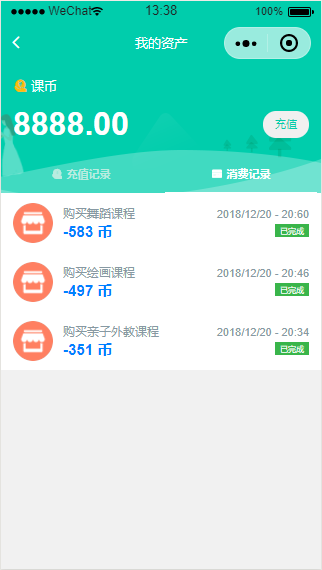 WeChat 13:38 100%
我的资产
课币
8888.00
充值
充值记录 消费记录
购买舞蹈课程 2018/12/20 - 20:60
-583 币 已完成
购买绘画课程 2018/12/20 - 20:46
-497 币 已完成
购买亲子外教课程 2018/12/20 - 20:34
-351 币 已完成